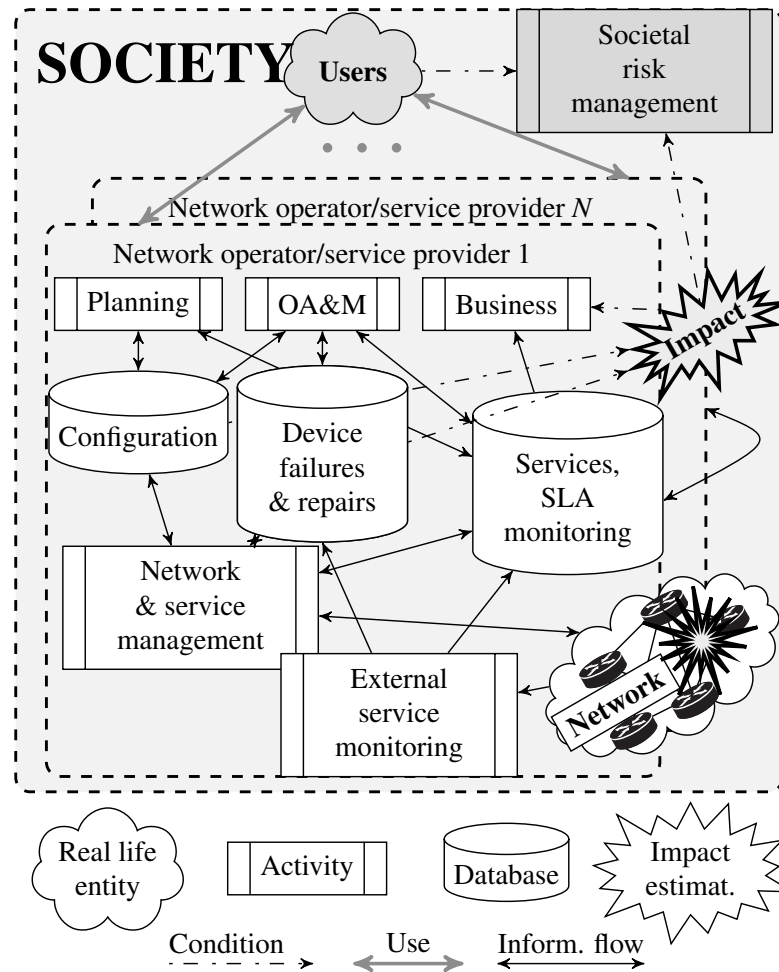 SOCIETY
Users
Societal
risk
management
• • •
Network operator/service provider N
Network operator/service provider 1
Planning
OA&M
Business
Impact
Configuration
Device
failures
& repairs
Services,
SLA
monitoring
Network
& service
management
External
service
monitoring
Network
Real life
entity
Activity
Database
Impact
estimat.
Condition
Use
Inform. flow